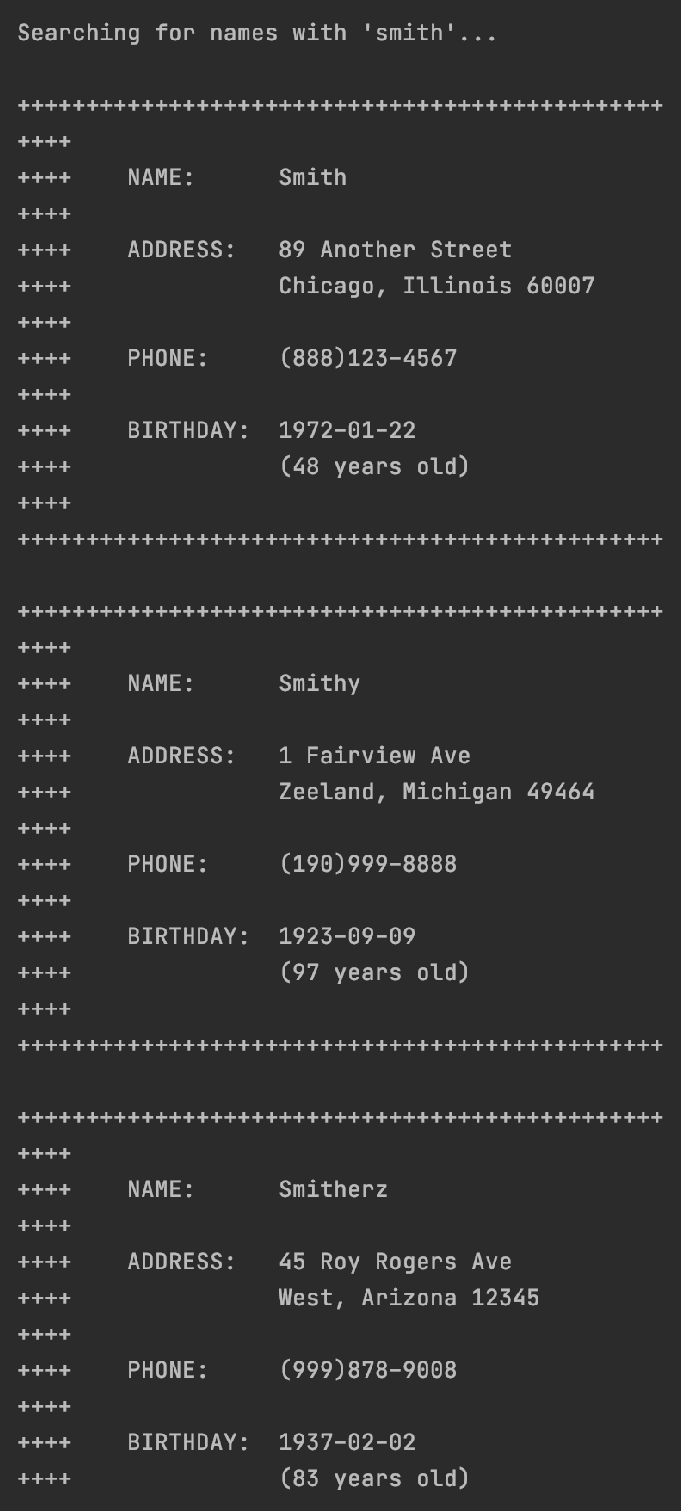 Searching for names with 'smith'...
+++++++++++++++++++++++++++++++++++++++++++++++
++++
++++    NAME:      Smith
++++
++++    ADDRESS:   89 Another Street
++++               Chicago, Illinois 60007
++++
++++    PHONE:     (888)123-4567
++++
++++    BIRTHDAY:  1972-01-22
++++               (48 years old)
++++
+++++++++++++++++++++++++++++++++++++++++++++++
+++++++++++++++++++++++++++++++++++++++++++++++
++++
++++    NAME:      Smithy
++++
++++    ADDRESS:   1 Fairview Ave
++++               Zeeland, Michigan 49464
++++
++++    PHONE:     (190)999-8888
++++
++++    BIRTHDAY:  1923-09-09
++++               (97 years old)
++++
+++++++++++++++++++++++++++++++++++++++++++++++
+++++++++++++++++++++++++++++++++++++++++++++++
++++
++++    NAME:      Smitherz
++++
++++    ADDRESS:   45 Roy Rogers Ave
++++               West, Arizona 12345
++++
++++    PHONE:     (999)878-9008
++++
++++    BIRTHDAY:  1937-02-02
++++               (83 years old)